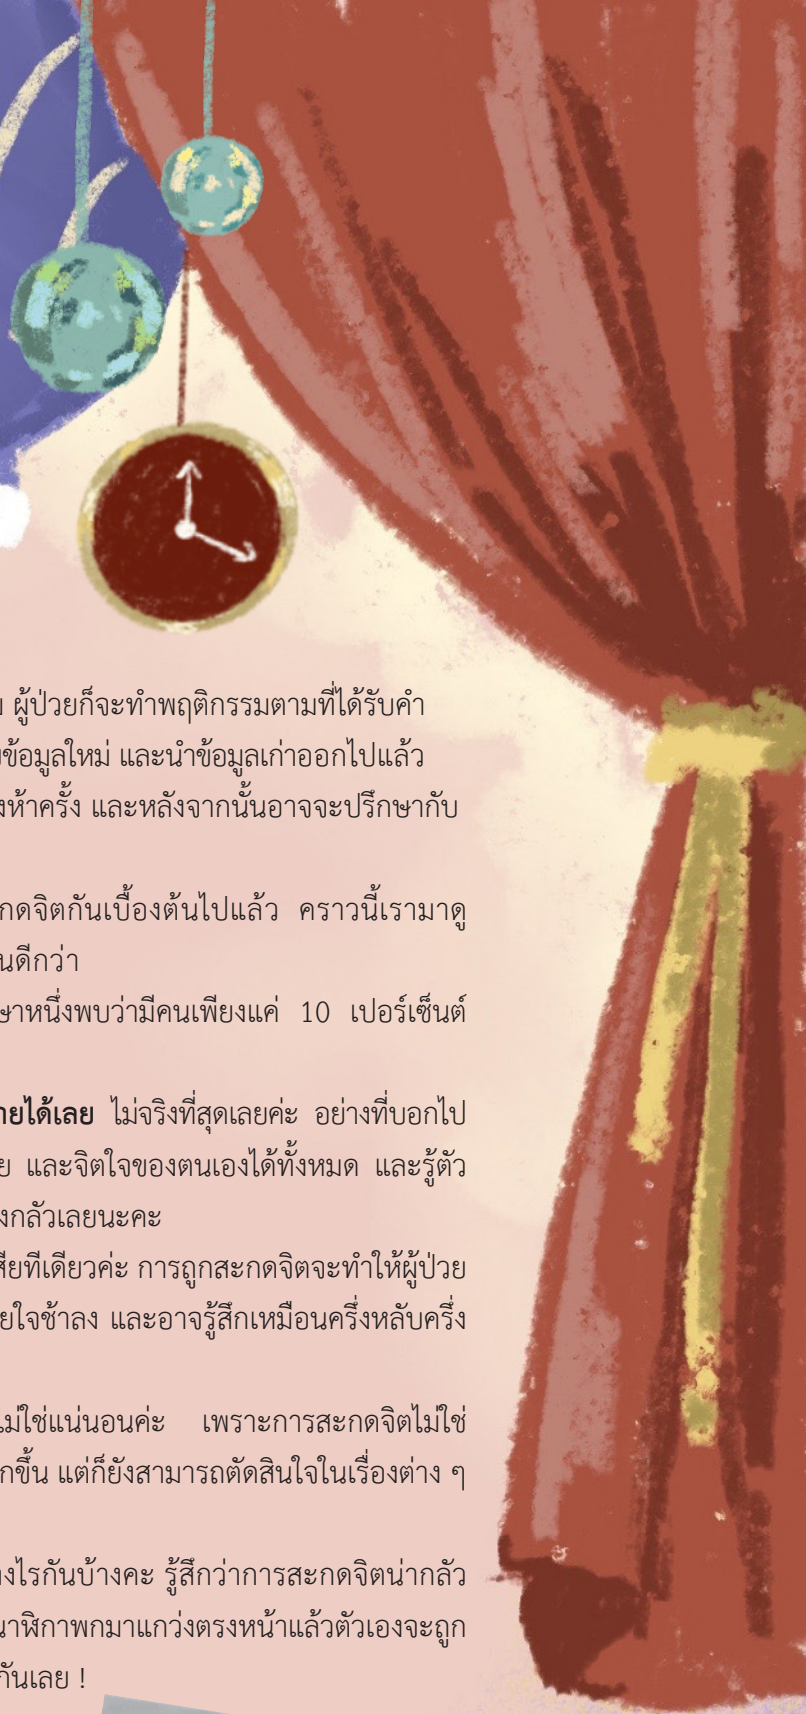 ผู้ป่วยก็จะทำพฤติกรรมตามที่ได้รับคำ
ข้อมูลใหม่ และนำข้อมูลเก่าออกไปแล้ว
งห้าครั้ง และหลังจากนั้นอาจจะปรึกษากับ
กดจิตกันเบื้องต้นไปแล้ว คราวนี้เรามาดู
นดีกว่า
ษาหนึ่งพบว่ามีคนเพียงแค่ 10 เปอร์เซ็นต์
ายได้เลย ไม่จริงที่สุดเลยค่ะ อย่างที่บอกไป
ย และจิตใจของตนเองได้ทั้งหมด และรู้ตัว
งกลัวเลยนะคะ
สียทีเดียวค่ะ การถูกสะกดจิตจะทำให้ผู้ป่วย
ยใจช้าลง และอาจรู้สึกเหมือนครึ่งหลับครึ่ง
ไม่ใช่แน่นอนค่ะ เพราะการสะกดจิตไม่ใช่
กขึ้น แต่ก็ยังสามารถตัดสินใจในเรื่องต่าง ๆ
งไรกันบ้างคะ รู้สึกว่าการสะกดจิตน่ากลัว
นาฬิกาพกมาแกว่งตรงหน้าแล้วตัวเองจะถูก
กันเลย !